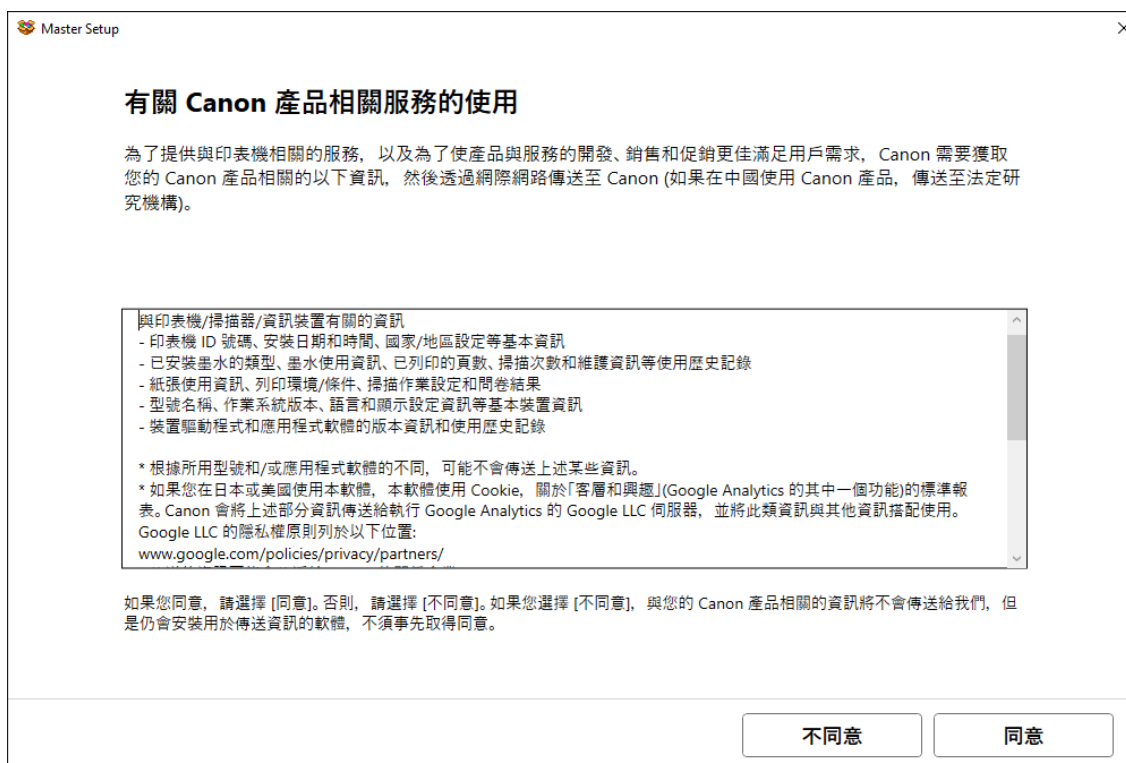 Master Setup
有關 Canon 產品相關服務的使用
為了提供與印表機相關的服務，以及為了使產品與服務的開發、銷售和促銷更佳滿足用戶需求，Canon 需要獲取
您的 Canon 產品相關的以下資訊，然後透過網際網路傳送至 Canon (如果在中國使用 Canon 產品，傳送至法定研
究機構)。
與印表機/掃描器/資訊裝置有關的資訊
- 印表機 ID 號碼、安裝日期和時間、國家/地區設定等基本資訊
- 已安裝墨水的類型、墨水使用資訊、已列印的頁數、掃描次數和維護資訊等使用歷史記錄
- 紙張使用資訊、列印環境/條件、掃描作業設定和問卷結果
- 型號名稱、作業系統版本、語言和顯示設定資訊等基本裝置資訊
- 裝置驅動程式和應用程式軟體的版本資訊和使用歷史記錄
* 根據所用型號和/或應用程式軟體的不同，可能不會傳送上述某些資訊。
* 如果您在日本或美國使用本軟體，本軟體使用 Cookie，關於「客層和興趣」(Google Analytics 的其中一個功能)的標準報
表。Canon 會將上述部分資訊傳送給執行 Google Analytics 的 Google LLC 伺服器，並將此類資訊與其他資訊搭配使用。
Google LLC 的隱私權原則列於以下位置:
www.google.com/policies/privacy/partners/
如果您同意，請選擇 [同意]。否則，請選擇 [不同意]。如果您選擇 [不同意]，與您的 Canon 產品相關的資訊將不會傳送給我們，但
是仍會安裝用於傳送資訊的軟體，不須事先取得同意。
不同意
同意